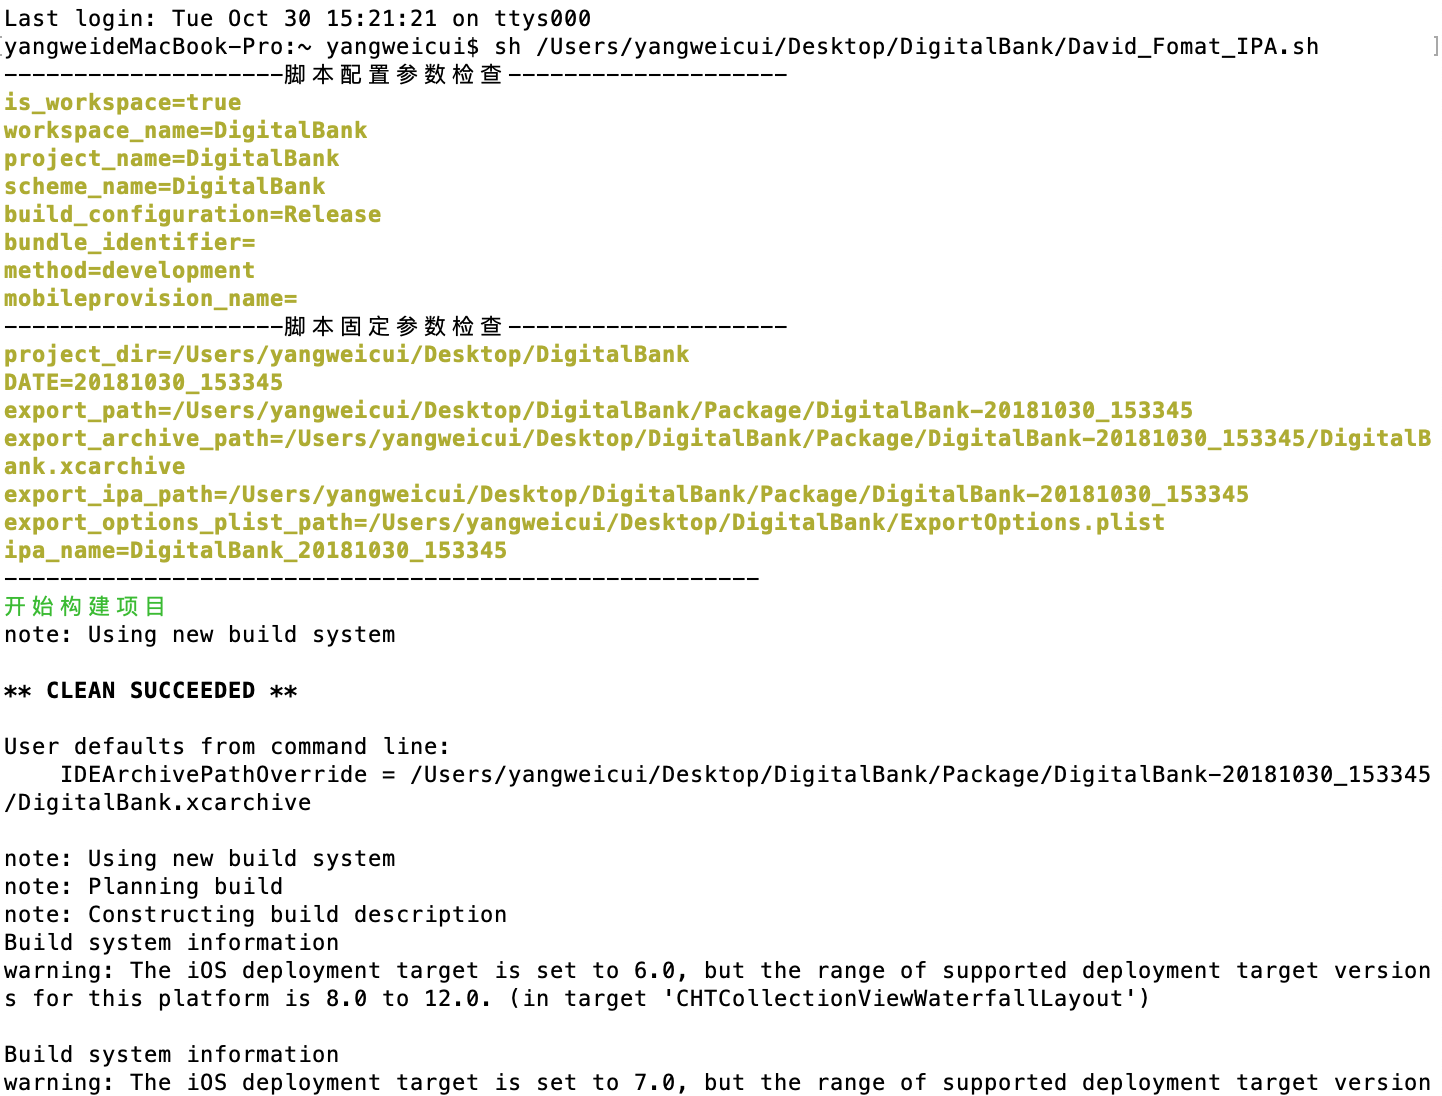 Last login: Tue Oct 30 15:21:21 on ttys000
[yangweideMacBook-Pro:~ yangweicui$ sh /Users/yangweicui/Desktop/DigitalBank/David_Fomat_IPA.sh ]
--------------------脚本配置参数检查--------------------
is_workspace=true
workspace_name=DigitalBank
project_name=DigitalBank
scheme_name=DigitalBank
build_configuration=Release
bundle_identifier=
method=development
mobileprovision_name=
--------------------脚本固定参数检查--------------------
project_dir=/Users/yangweicui/Desktop/DigitalBank
DATE=20181030_153345
export_path=/Users/yangweicui/Desktop/DigitalBank/Package/DigitalBank-20181030_153345
export_archive_path=/Users/yangweicui/Desktop/DigitalBank/Package/DigitalBank-20181030_153345/DigitalB
ank.xcarchive
export_ipa_path=/Users/yangweicui/Desktop/DigitalBank/Package/DigitalBank-20181030_153345
export_options_plist_path=/Users/yangweicui/Desktop/DigitalBank/ExportOptions.plist
ipa_name=DigitalBank_20181030_153345
------------------------------------------------------
开始构建项目
note: Using new build system
** CLEAN SUCCEEDED **
User defaults from command line:
    IDEArchivePathOverride = /Users/yangweicui/Desktop/DigitalBank/Package/DigitalBank-20181030_153345
/DigitalBank.xcarchive
note: Using new build system
note: Planning build
note: Constructing build description
Build system information
warning: The iOS deployment target is set to 6.0, but the range of supported deployment target version
s for this platform is 8.0 to 12.0. (in target 'CHTCollectionViewWaterfallLayout')
Build system information
warning: The iOS deployment target is set to 7.0, but the range of supported deployment target version